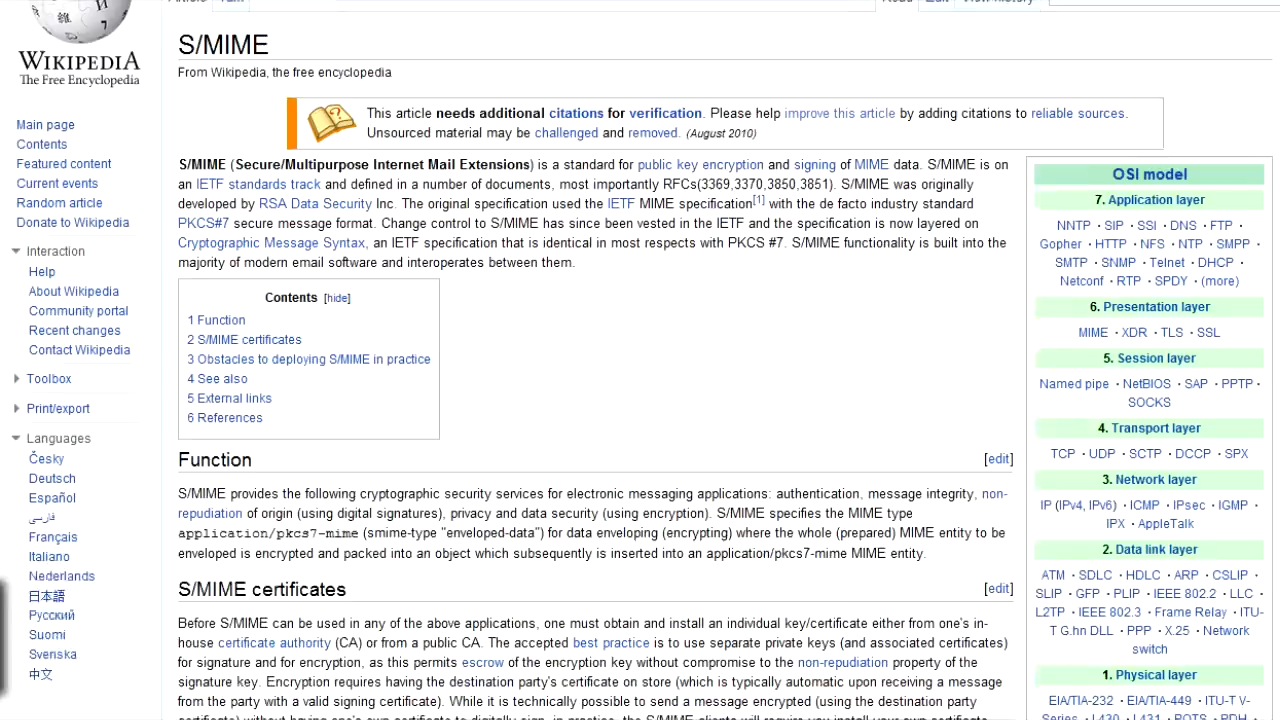 WIKIPEDIA
The Free Encyclopedia
Main page
Contents
Featured content
Current events
Random article
Donate to Wikipedia
Interaction
Help
About Wikipedia
Community portal
Recent changes
Contact Wikipedia
Toolbox
Print/export
Languages
Česky
Deutsch
Español
فارسی
Français
Italiano
Nederlands
日本語
Русский
Suomi
Svenska
中文
S/MIME
From Wikipedia, the free encyclopedia
This article needs additional citations for verification. Please help improve this article by adding citations to reliable sources.
Unsourced material may be challenged and removed. (August 2010)
S/MIME (Secure/Multipurpose Internet Mail Extensions) is a standard for public key encryption and signing of MIME data. S/MIME is on
an IETF standards track and defined in a number of documents, most importantly RFCs(3369,3370,3850,3851). S/MIME was originally
developed by RSA Data Security Inc. The original specification used the IETF MIME specification[1] with the de facto industry standard
PKCS#7 secure message format. Change control to S/MIME has since been vested in the IETF and the specification is now layered on
Cryptographic Message Syntax, an IETF specification that is identical in most respects with PKCS #7. S/MIME functionality is built into the
majority of modern email software and interoperates between them.
Contents [hide]
1 Function
2 S/MIME certificates
3 Obstacles to deploying S/MIME in practice
4 See also
5 External links
6 References
Function [edit]
S/MIME provides the following cryptographic security services for electronic messaging applications: authentication, message integrity, non-
repudiation of origin (using digital signatures), privacy and data security (using encryption). S/MIME specifies the MIME type
application/pkcs7-mime (smime-type "enveloped-data") for data enveloping (encrypting) where the whole (prepared) MIME entity to be
enveloped is encrypted and packed into an object which subsequently is inserted into an application/pkcs7-mime MIME entity.
S/MIME certificates [edit]
Before S/MIME can be used in any of the above applications, one must obtain and install an individual key/certificate either from one's in-
house certificate authority (CA) or from a public CA. The accepted best practice is to use separate private keys (and associated certificates)
for signature and for encryption, as this permits escrow of the encryption key without compromise to the non-repudiation property of the
signature key. Encryption requires having the destination party's certificate on store (which is typically automatic upon receiving a message
from the party with a valid signing certificate). While it is technically possible to send a message encrypted (using the destination party
OSI model
7. Application layer
NNTP · SIP · SSI · DNS · FTP ·
Gopher · HTTP · NFS · NTP · SMPP ·
SMTP · SNMP · Telnet · DHCP ·
Netconf · RTP · SPDY · (more)
6. Presentation layer
MIME · XDR · TLS · SSL
5. Session layer
Named pipe · NetBIOS · SAP · PPTP ·
SOCKS
4. Transport layer
TCP · UDP · SCTP · DCCP · SPX
3. Network layer
IP (IPv4, IPv6) · ICMP · IPsec · IGMP ·
IPX · AppleTalk
2. Data link layer
ATM · SDLC · HDLC · ARP · CSLIP ·
SLIP · GFP · PLIP · IEEE 802.2 · LLC ·
L2TP · IEEE 802.3 · Frame Relay · ITU-
T G.hn DLL · PPP · X.25 · Network
switch
1. Physical layer
EIA/TIA-232 · EIA/TIA-449 · ITU-T V-